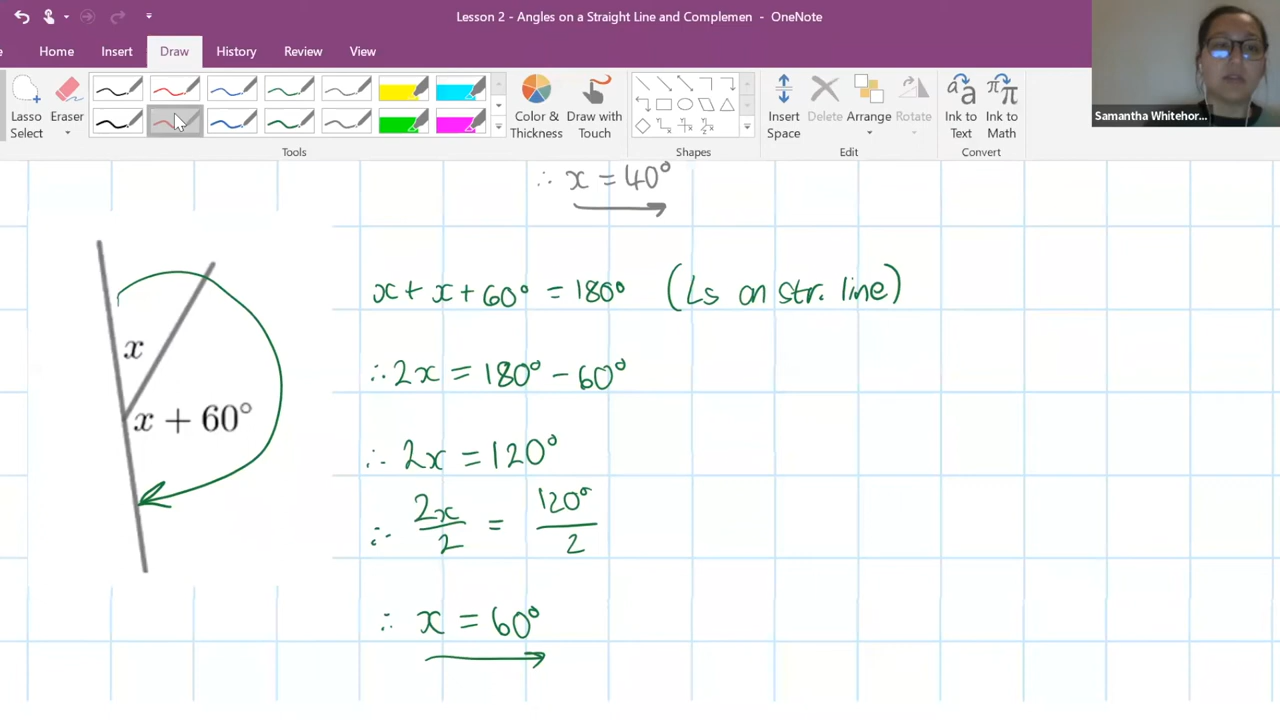 Lesson 2 - Angles on a Straight Line and Complemen - OneNote
Home Insert Draw History Review View
Lasso Select
Eraser
Color & Thickness
Draw with Touch
Insert Space
Delete
Arrange
Rotate
Ink to Text
Ink to Math
Tools
Shapes
Edit
Convert
Samantha Whitehor...
∴ x = 40°
x + x + 60° = 180° (∠s on str. line)
∴ 2x = 180° - 60°
∴ 2x = 120°
∴ 2x/2 = 120°/2
∴ x = 60°
x
x + 60°